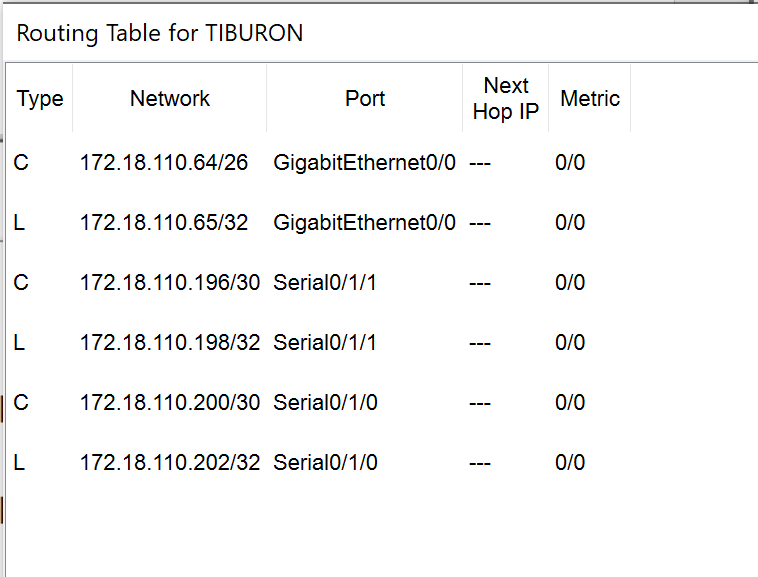 Routing Table for TIBURON
Type Network Port Next Hop IP Metric
C 172.18.110.64/26 GigabitEthernet0/0 --- 0/0
L 172.18.110.65/32 GigabitEthernet0/0 --- 0/0
C 172.18.110.196/30 Serial0/1/1 --- 0/0
L 172.18.110.198/32 Serial0/1/1 --- 0/0
C 172.18.110.200/30 Serial0/1/0 --- 0/0
L 172.18.110.202/32 Serial0/1/0 --- 0/0